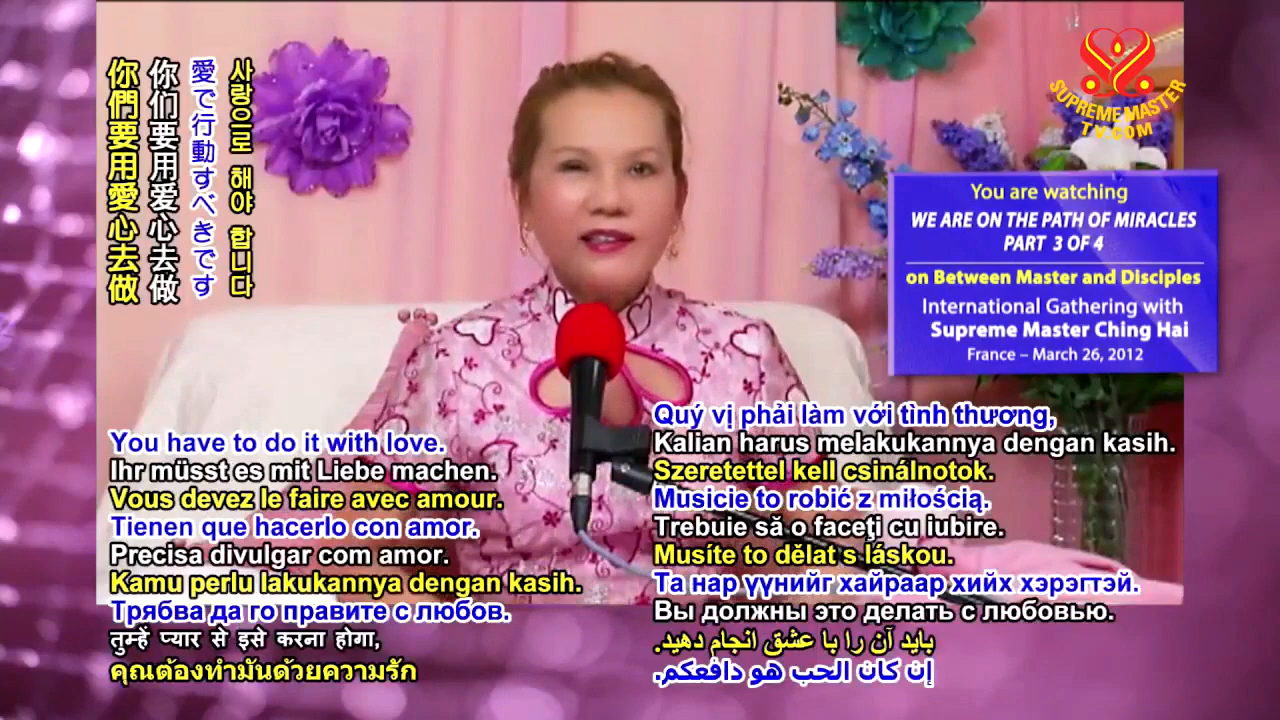 사랑으로 해야 합니다
愛で行動すべきです
你们要用爱心去做
你們要用愛心去做
SUPREME MASTER
TV.COM
You are watching
WE ARE ON THE PATH OF MIRACLES
PART 3 OF 4
on Between Master and Disciples
International Gathering with
Supreme Master Ching Hai
France – March 26, 2012
You have to do it with love.
Ihr müsst es mit Liebe machen.
Vous devez le faire avec amour.
Tienen que hacerlo con amor.
Precisa divulgar com amor.
Kamu perlu lakukannya dengan kasih.
Трябва да го правите с любов.
तुम्हें प्यार से इसे करना होगा,
คุณต้องทำมันด้วยความรัก
Quý vị phải làm với tình thương,
Kalian harus melakukannya dengan kasih.
Szeretettel kell csinálnotok.
Musicie to robić z miłością.
Trebuie să o faceţi cu iubire.
Musíte to dělat s láskou.
Та нар үүнийг хайраар хийх хэрэгтэй.
Вы должны это делать с любовью.
باید آن را با عشق انجام دهید.
إن كان الحب هو دافعكم.